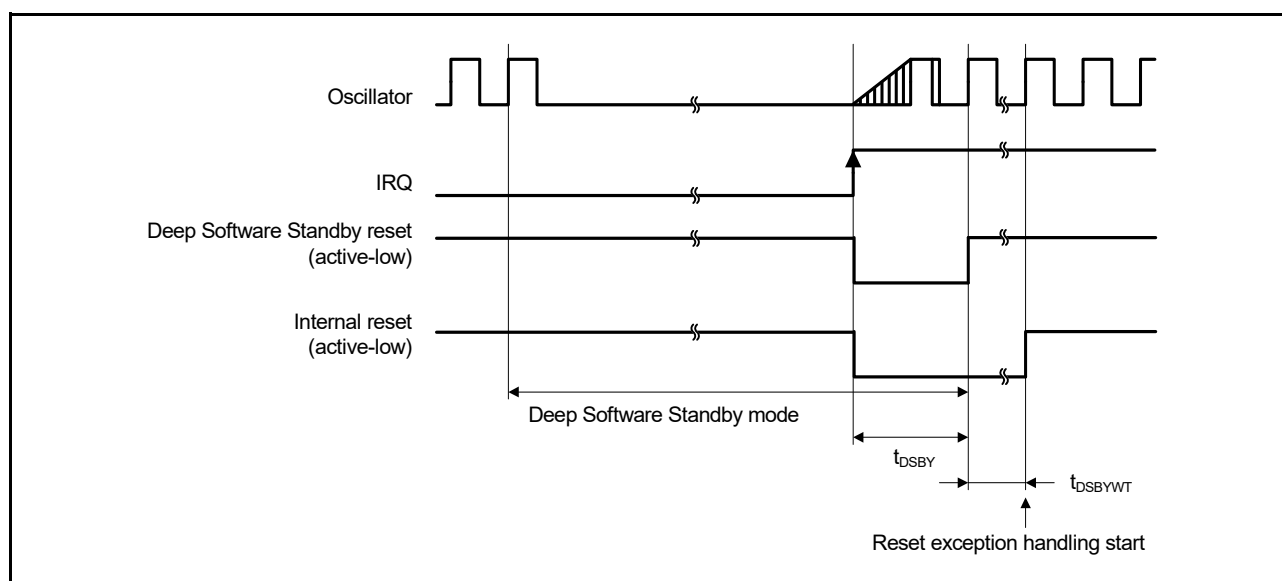 Oscillator
IRQ
Deep Software Standby reset
(active-low)
Internal reset
(active-low)
Deep Software Standby mode
tDSBY
tDSBYWT
Reset exception handling start